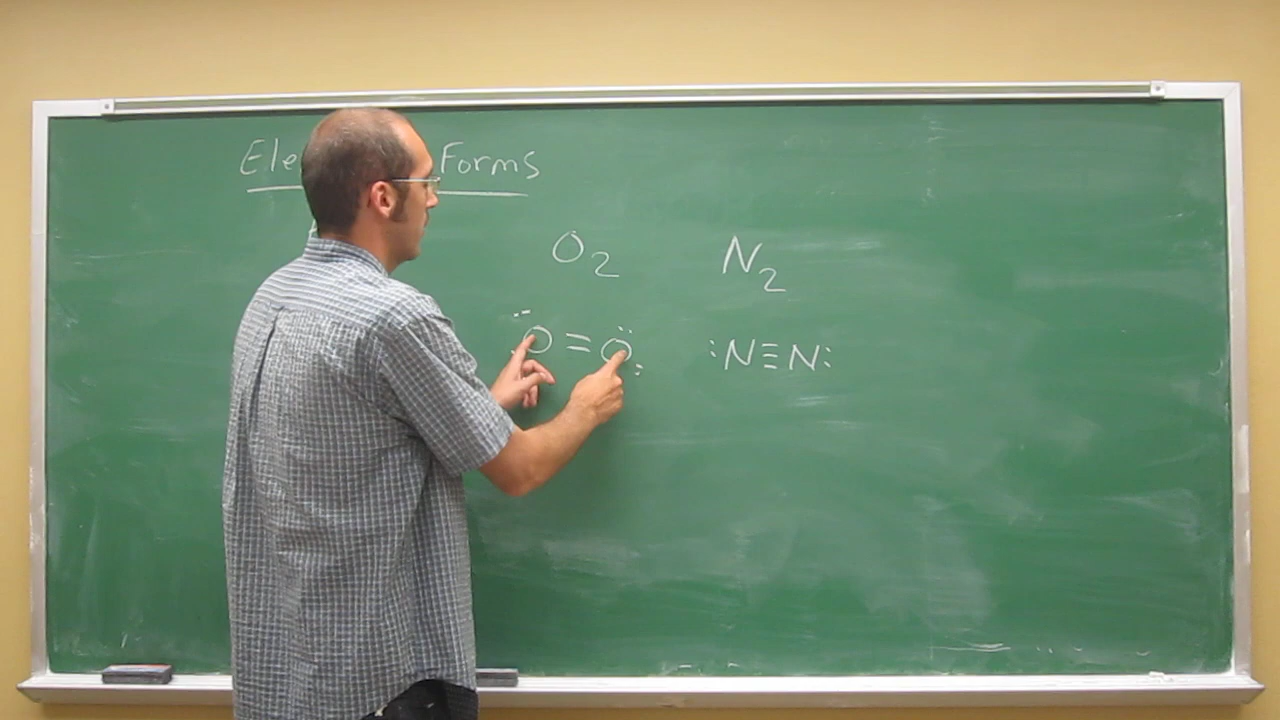 Ele Forms
O₂ N₂
Ö=Ö: :N≡N: